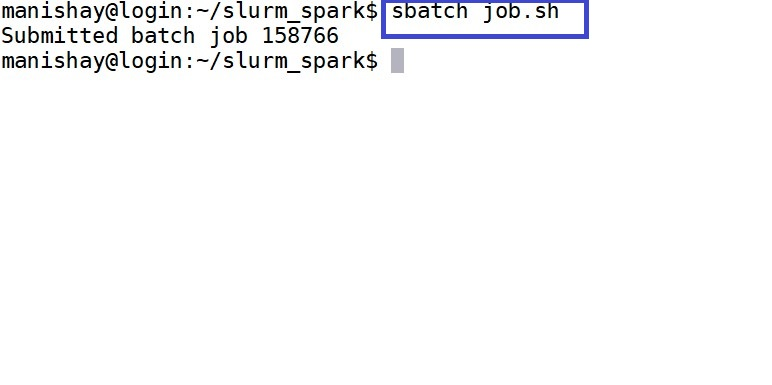 manishay@login:~/slurm_spark$ sbatch job.sh
Submitted batch job 158766
manishay@login:~/slurm_spark$